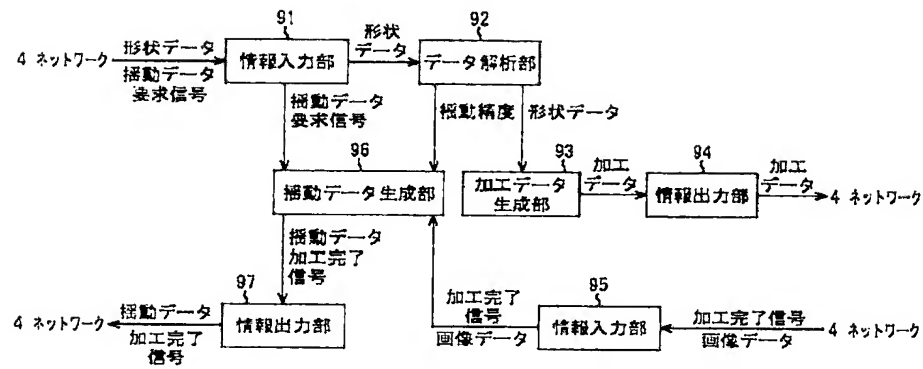 91
92
4 ネットワーク
形状データ
揺動データ
要求信号
情報入力部
形状
データ
データ解析部
揺動データ
要求信号
揺動精度
形状データ
96
93
94
揺動データ生成部
加工データ
生成部
加工
データ
情報出力部
加工
データ
4 ネットワーク
揺動データ
加工完了
信号
97
95
4 ネットワーク
揺動データ
加工完了
信号
情報出力部
加工完了
信号
画像データ
情報入力部
加工完了信号
画像データ
4 ネットワーク